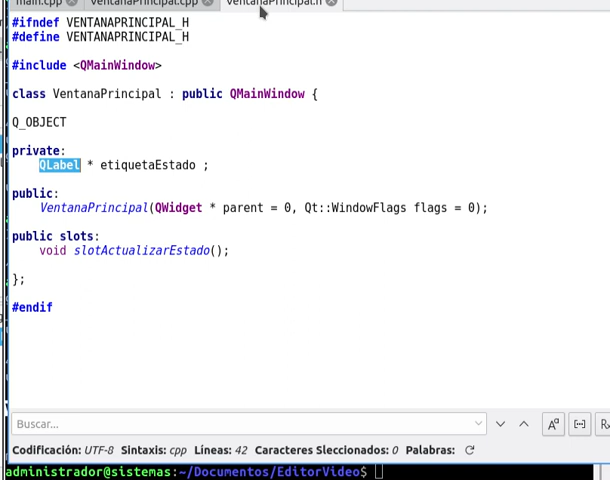 main.cpp VentanaPrincipal.cpp VentanaPrincipal.h
#ifndef VENTANAPRINCIPAL_H
#define VENTANAPRINCIPAL_H
#include <QMainWindow>
class VentanaPrincipal : public QMainWindow {
Q_OBJECT
private:
QLabel * etiquetaEstado ;
public:
VentanaPrincipal(QWidget * parent = 0, Qt::WindowFlags flags = 0);
public slots:
void slotActualizarEstado();
};
#endif
Buscar...
Codificación: UTF-8 Sintaxis: cpp Líneas: 42 Caracteres Sleccionados: 0 Palabras:
administrador@sistemas:~/Documentos/EditorVideo$